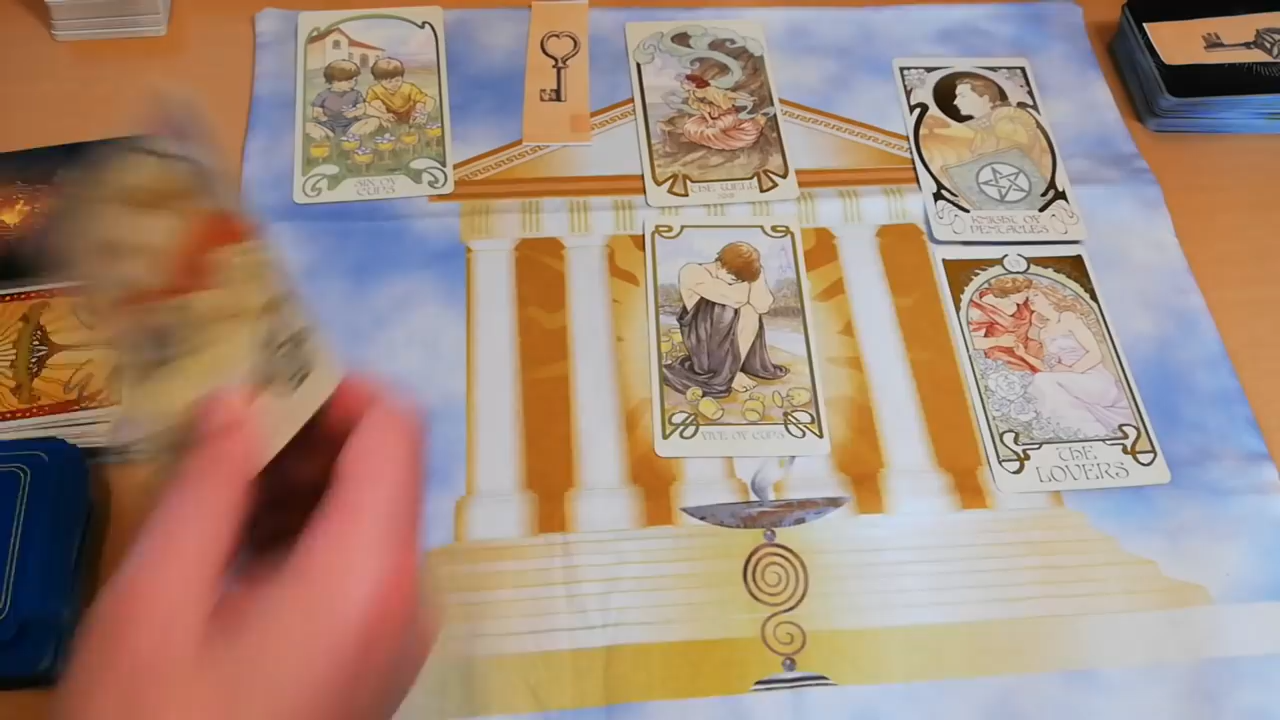 SIX OF
CUPS
THE WELL
KNIGHT OF
PENTACLES
FIVE OF CUPS
THE
LOVERS